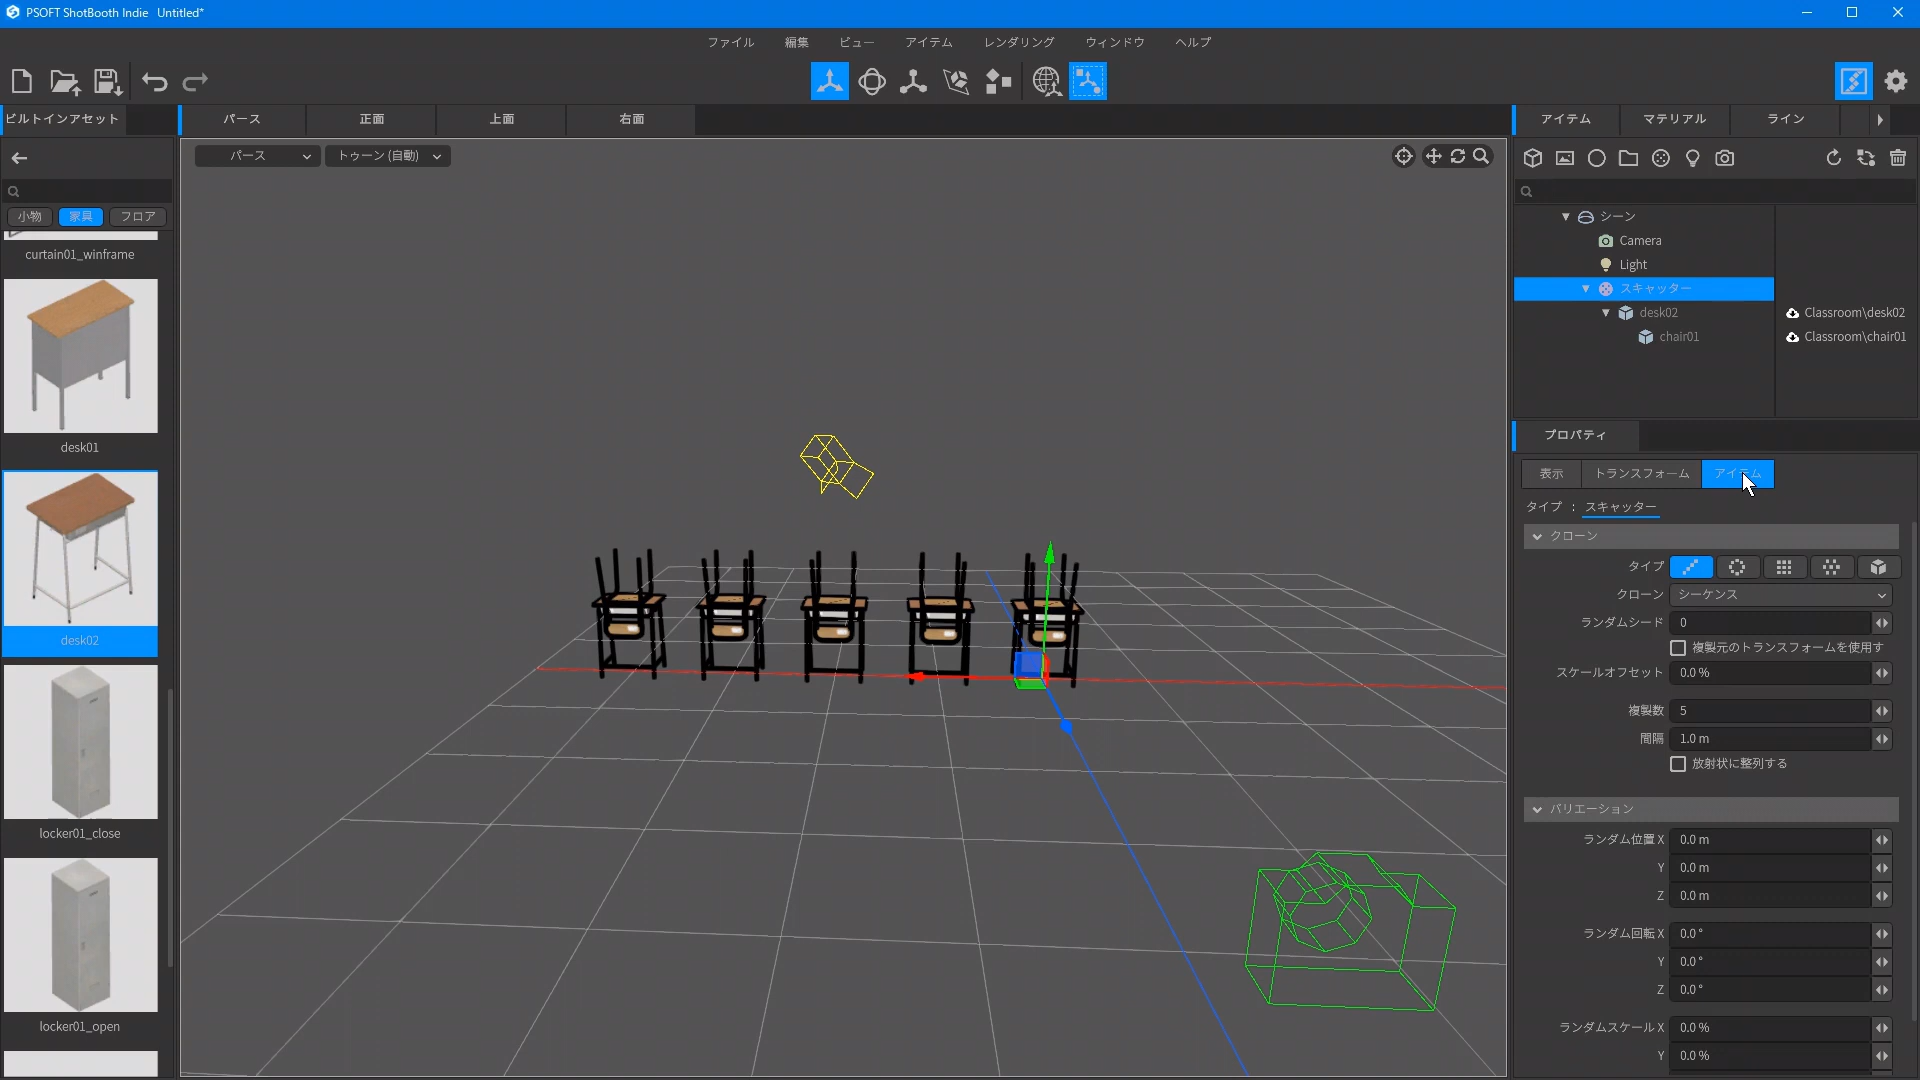 PSOFT ShotBooth Indie Untitled*
ファイル 編集 ビュー アイテム レンダリング ウィンドウ ヘルプ
ビルトインアセット
パース 正面 上面 右面
アイテム マテリアル ライン
パース トゥーン (自動)
小物 家具 フロア
curtain01_winframe
desk01
desk02
locker01_close
locker01_open
シーン
Camera
Light
スキャッター
desk02 Classroom\desk02
chair01 Classroom\chair01
プロパティ
表示 トランスフォーム アイテム
タイプ : スキャッター
クローン
タイプ
クローン シーケンス
ランダムシード 0
複製元のトランスフォームを使用す
スケールオフセット 0.0 %
複製数 5
間隔 1.0 m
放射状に整列する
バリエーション
ランダム位置 X 0.0 m
Y 0.0 m
Z 0.0 m
ランダム回転 X 0.0 °
Y 0.0 °
Z 0.0 °
ランダムスケール X 0.0 %
Y 0.0 %